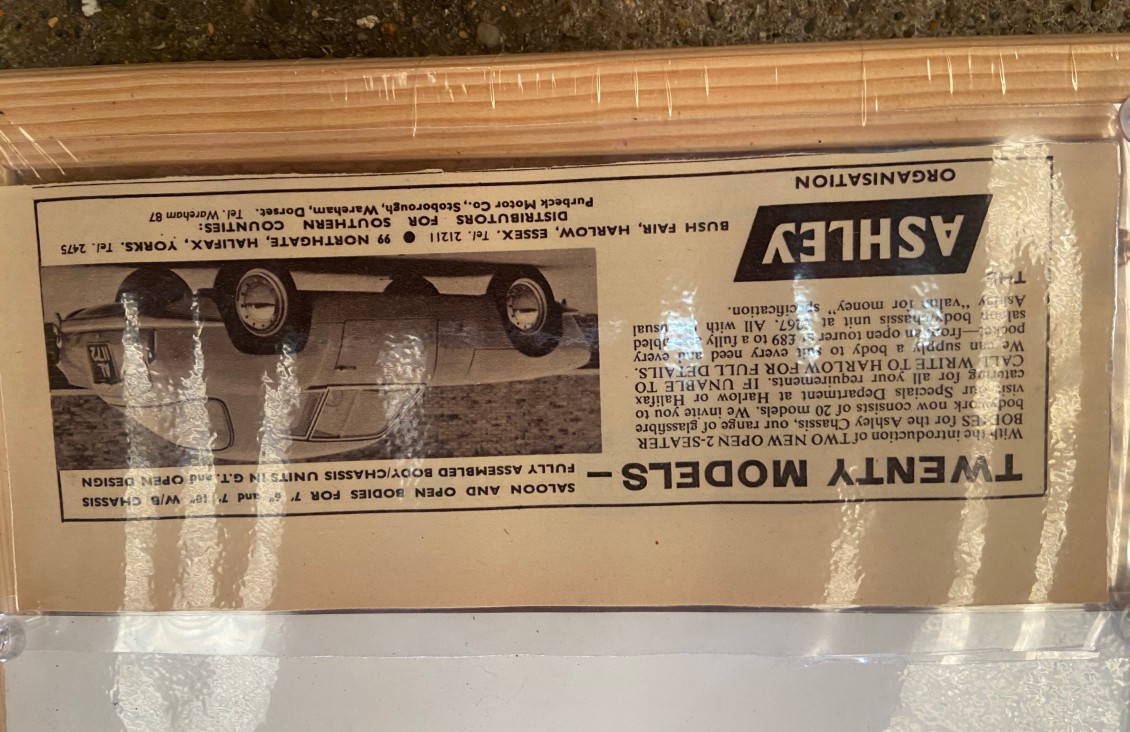 TWENTY MODELS—
SALOON AND OPEN BODIES FOR 7' 6" and 7' 10" W/B CHASSIS
FULLY ASSEMBLED BODY/CHASSIS UNITS IN G.T. and OPEN DESIGN
With the introduction of TWO NEW OPEN 2-SEATER
BODIES for the Ashley Chassis, our range of glassfibre
bodywork now consists of 20 models. We invite you to
visit our Specials Department at Harlow or Halifax
catering for all your requirements. IF UNABLE TO
CALL WRITE TO HARLOW FOR FULL DETAILS.
We can supply a body to suit every need and every
pocket—from an open tourer at £89 to a fully assembled
saloon body/chassis unit at £267. All with the usual
Ashley "value for money" specification.
1172
THE
ASHLEY
ORGANISATION
BUSH FAIR, HARLOW, ESSEX. Tel. 21211 ● 99 NORTHGATE, HALIFAX, YORKS. Tel. 2475
DISTRIBUTORS FOR SOUTHERN COUNTIES:
Purbeck Motor Co., Stoborough, Wareham, Dorset. Tel. Wareham 87